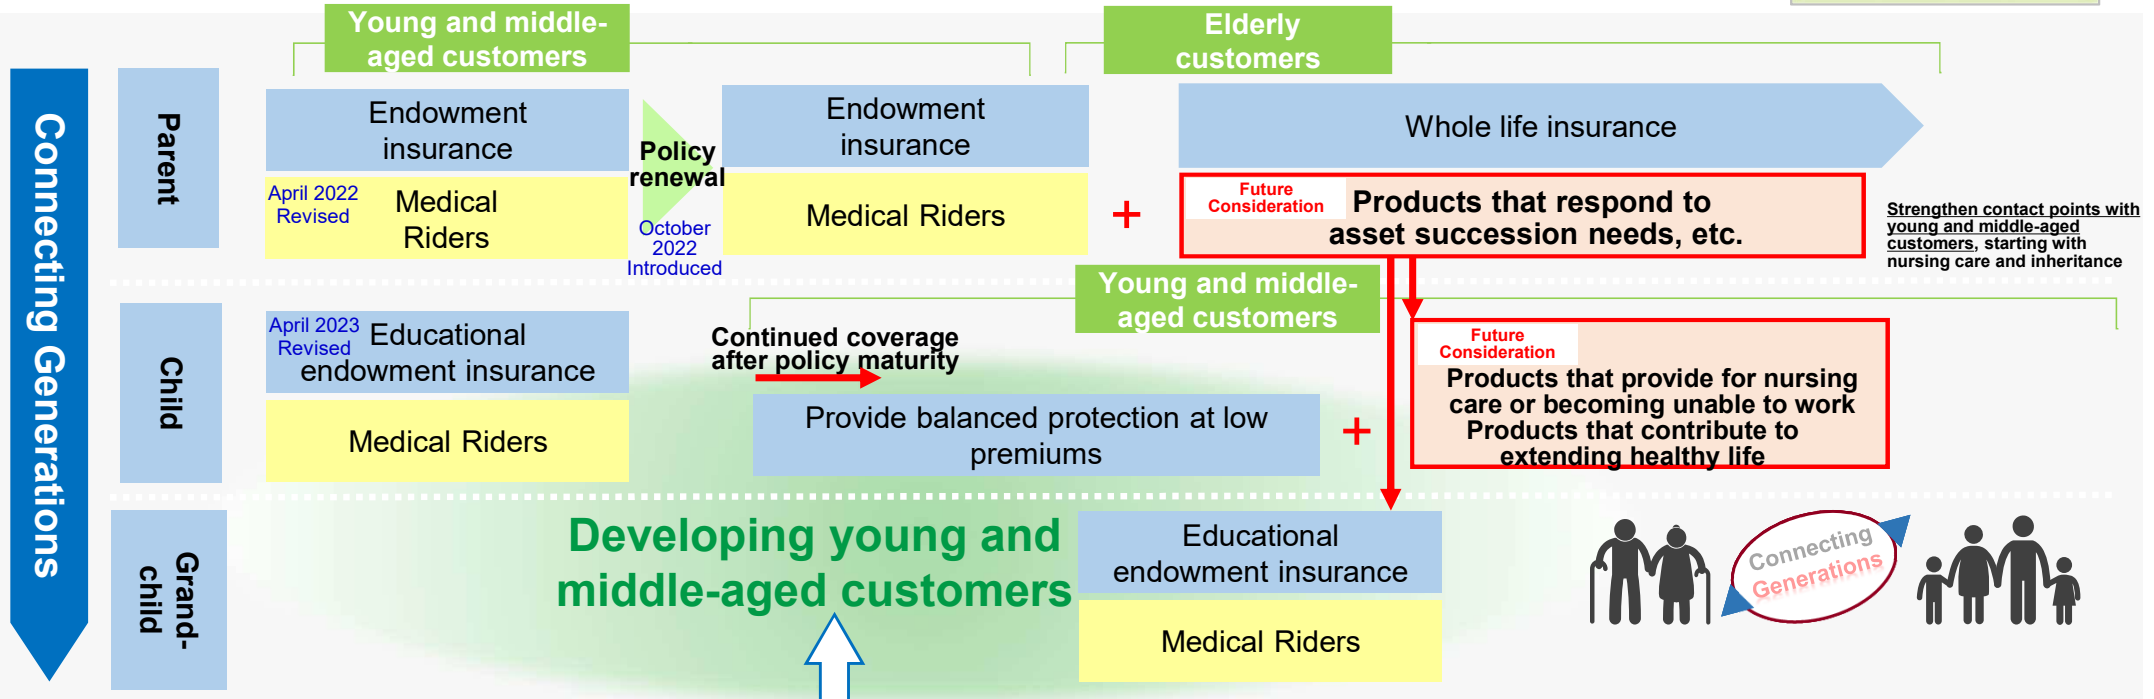 Young and middle-
aged customers
Elderly
customers
Connecting Generations
Parent
Endowment
insurance
April 2022
Revised
Medical
Riders
Policy
renewal
October
2022
Introduced
Endowment
insurance
Medical Riders
+
Whole life insurance
Future
Consideration
Products that respond to
asset succession needs, etc.
Strengthen contact points with
young and middle-aged
customers, starting with
nursing care and inheritance
Young and middle-
aged customers
Child
April 2023
Revised
Educational
endowment insurance
Medical Riders
Continued coverage
after policy maturity
Provide balanced protection at low
premiums
+
Future
Consideration
Products that provide for nursing
care or becoming unable to work
Products that contribute to
extending healthy life
Grand-
child
Developing young and
middle-aged customers
Educational
endowment insurance
Medical Riders
Connecting
Generations